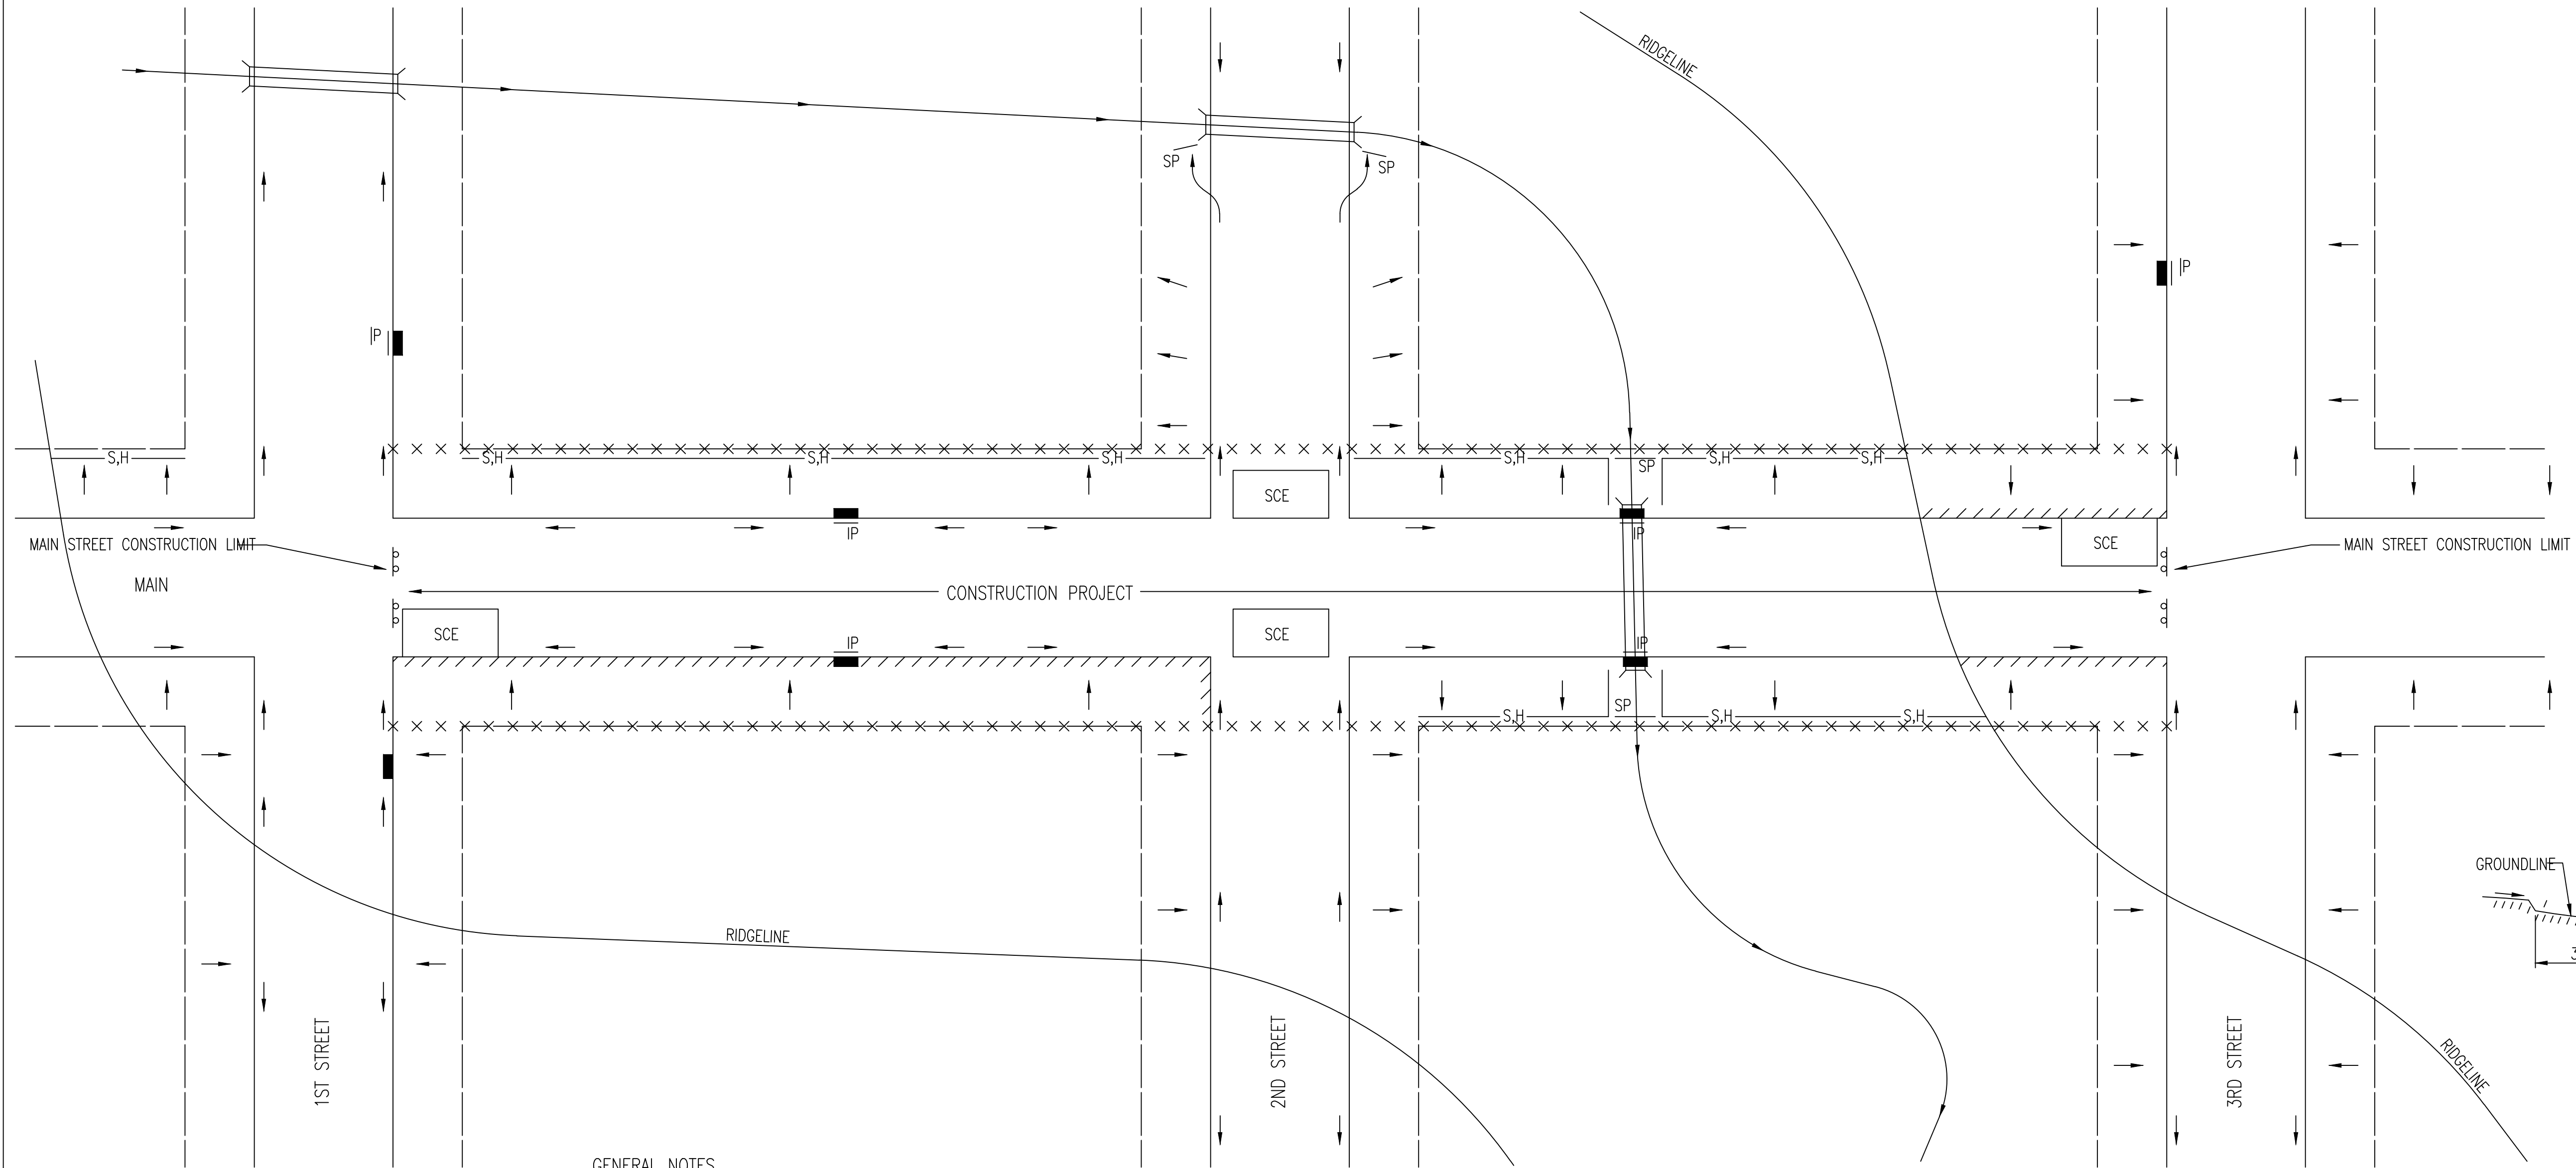 RIDGELINE
SP
SP
IP
IP
S,H
S,H
S,H
S,H
S,H
SP
S,H
S,H
SCE
IP
IP
SCE
MAIN STREET CONSTRUCTION LIMIT
MAIN STREET CONSTRUCTION LIMIT
MAIN
CONSTRUCTION PROJECT
SCE
SCE
IP
IP
SP
S,H
S,H
S,H
GROUNDLINE
RIDGELINE
3
1ST STREET
2ND STREET
3RD STREET
RIDGELINE
GENERAL NOTES